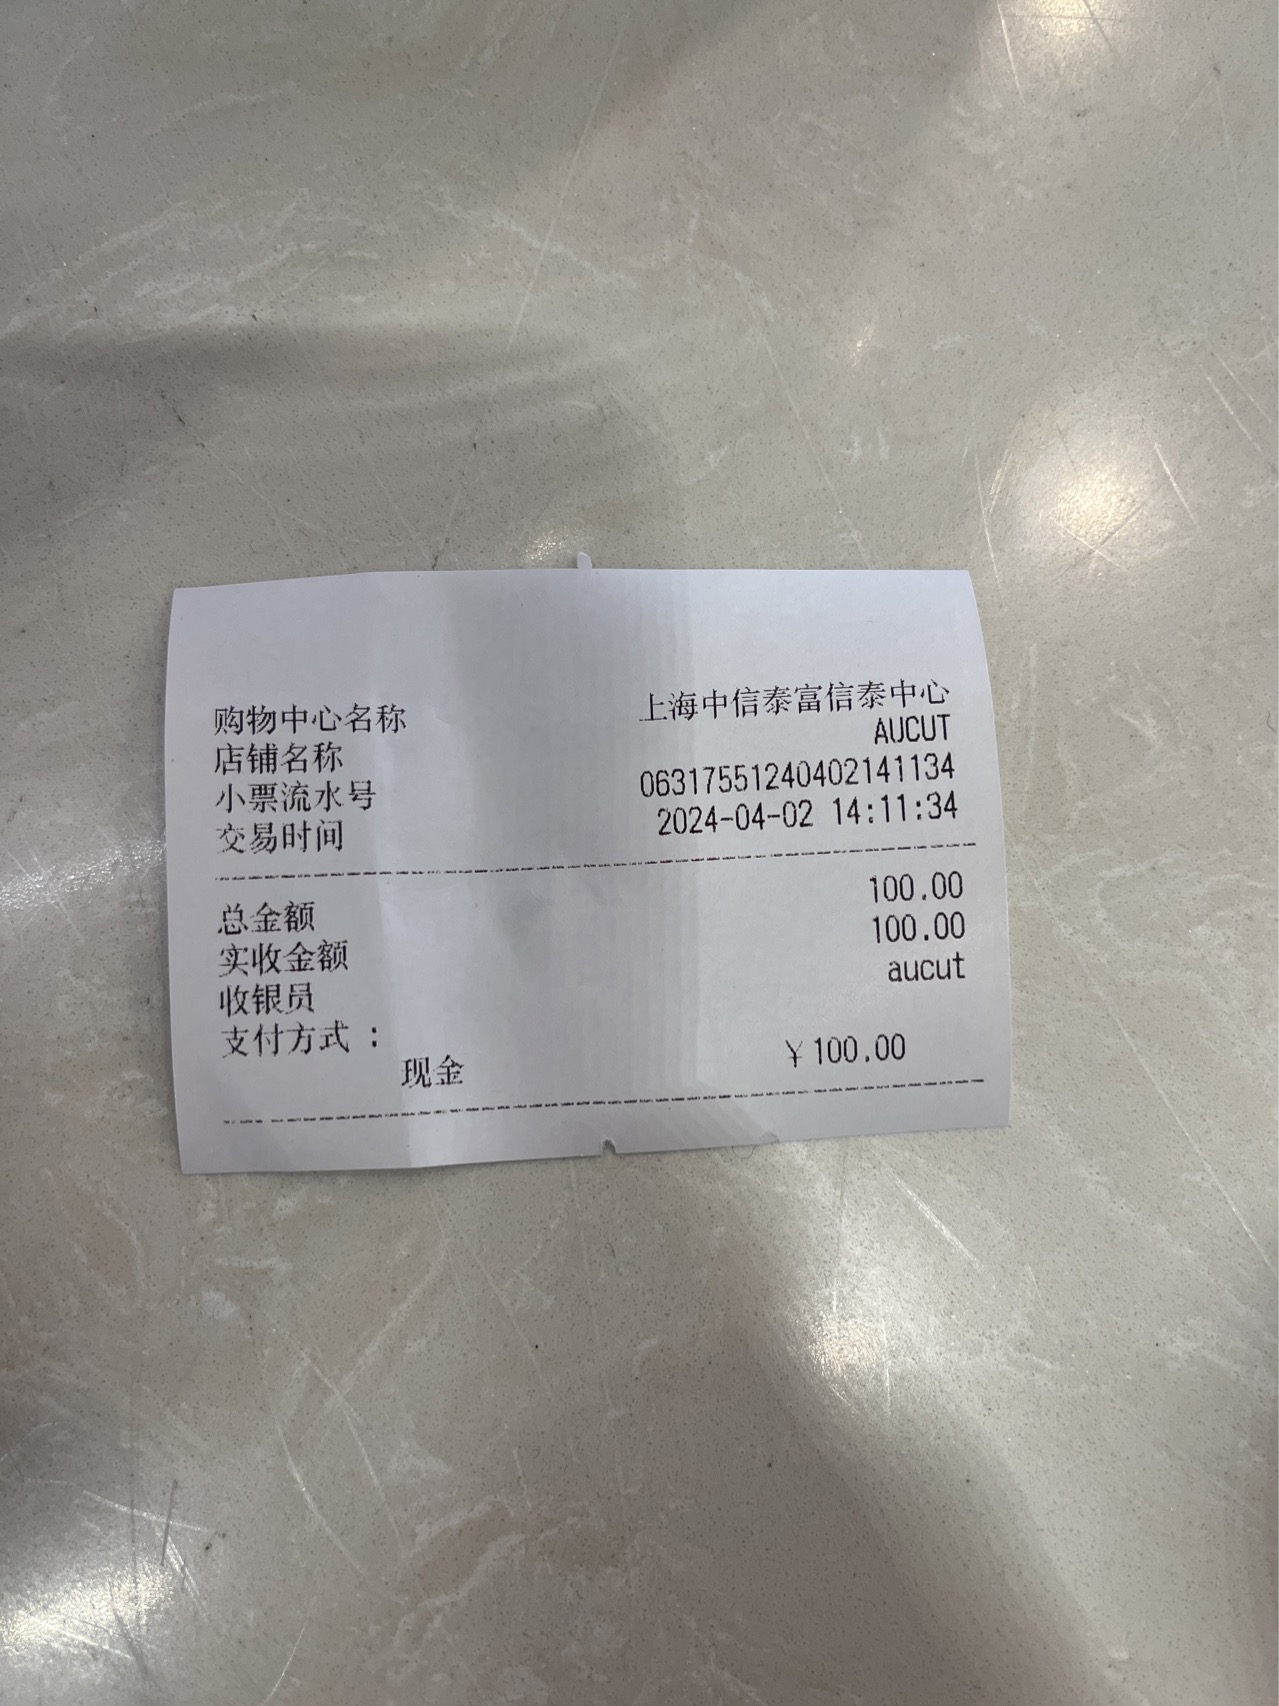 购物中心名称 上海中信泰富信泰中心
店铺名称 AUCUT
小票流水号 06317551240402141134
交易时间 2024-04-02 14:11:34
总金额 100.00
实收金额 100.00
收银员 aucut
支付方式 :
现金 ￥100.00